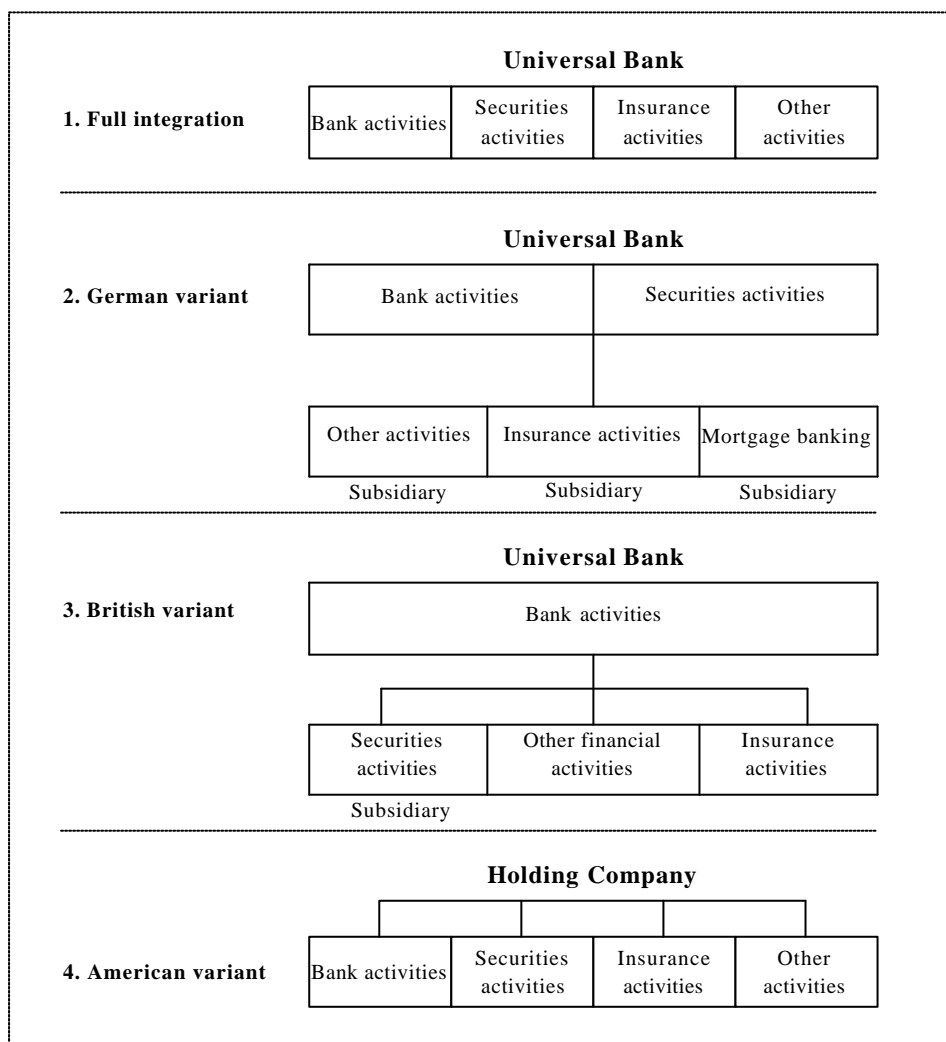 Universal Bank
1. Full integration
Bank activities
Securities
activities
Insurance
activities
Other
activities
Universal Bank
2. German variant
Bank activities
Securities activities
Other activities
Insurance activities
Mortgage banking
Subsidiary
Subsidiary
Subsidiary
Universal Bank
3. British variant
Bank activities
Securities
activities
Other financial
activities
Insurance
activities
Subsidiary
Holding Company
4. American variant
Bank activities
Securities
activities
Insurance
activities
Other
activities